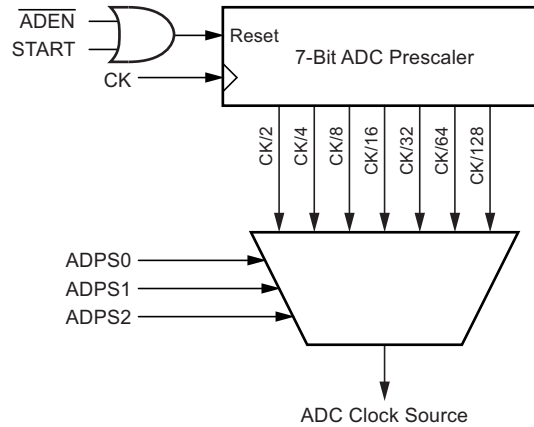 ADEN
START
CK
Reset
7-Bit ADC Prescaler
CK/2
CK/4
CK/8
CK/16
CK/32
CK/64
CK/128
ADPS0
ADPS1
ADPS2
ADC Clock Source